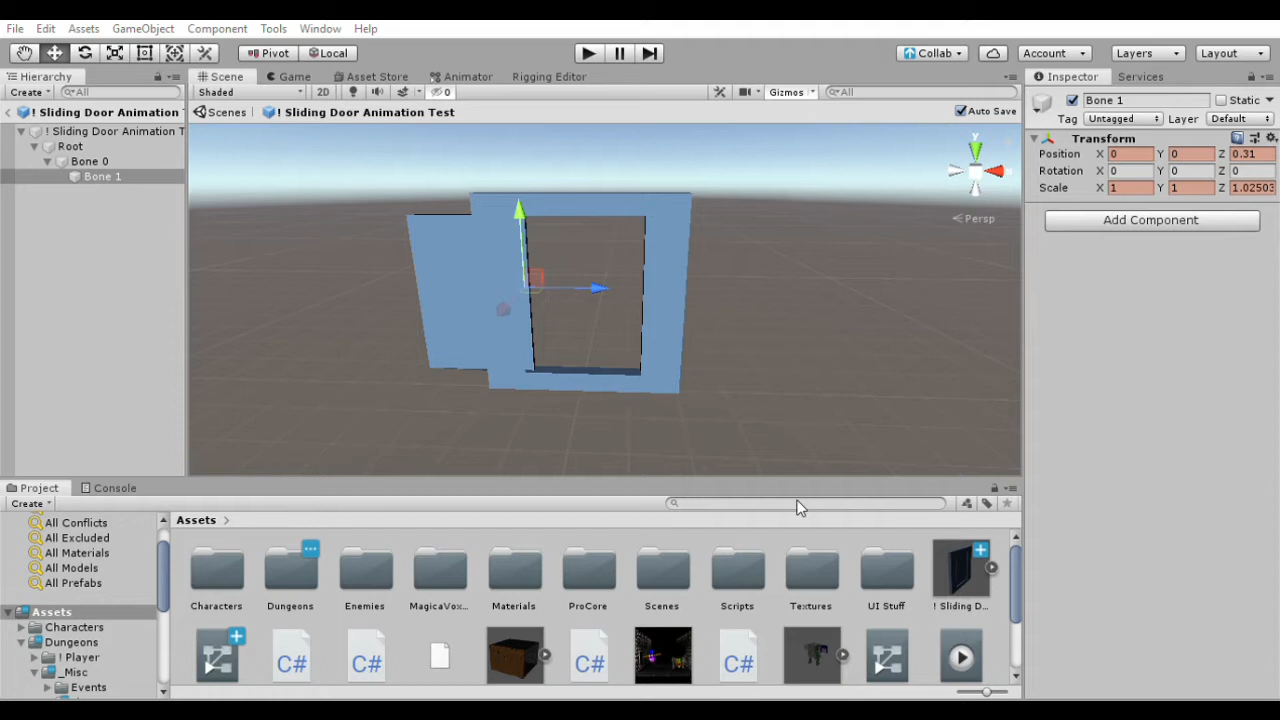 File Edit Assets GameObject Component Tools Window Help
Pivot Local Collab Account Layers Layout
Hierarchy Scene Game Asset Store Animator Rigging Editor Inspector Services
Create All Shaded 2D 0 Gizmos All Bone 1 Static
! Sliding Door Animation Scenes ! Sliding Door Animation Test Auto Save Tag Untagged Layer Default
! Sliding Door Animation T y Transform
Root Position X 0 Y 0 Z 0.31
Bone 0 Rotation X 0 Y 0 Z 0
Bone 1 Scale X 1 Y 1 Z 1.02503
Persp Add Component
Project Console
Create
All Conflicts Assets
All Excluded
All Materials
All Models
All Prefabs
Characters Dungeons Enemies MagicaVox... Materials ProCore Scenes Scripts Textures UI Stuff ! Sliding D...
Assets
Characters
Dungeons
! Player
_Misc
Events
C# C# C# C#